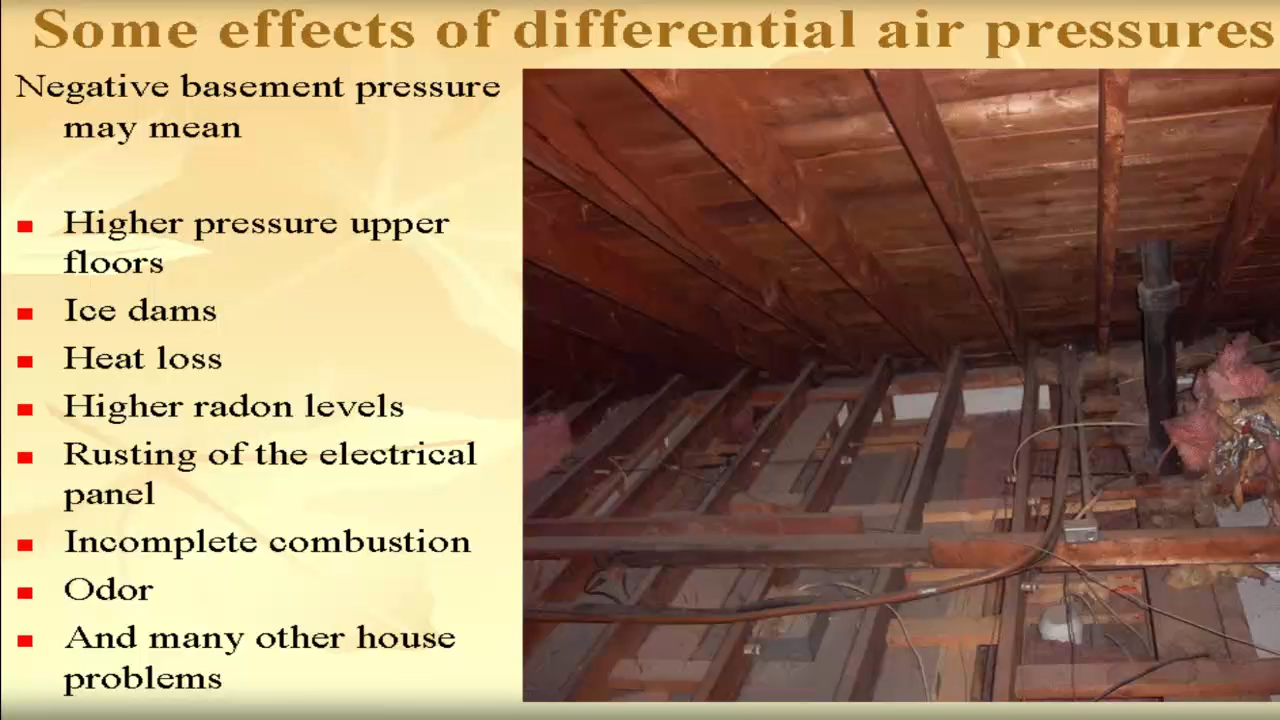 Some effects of differential air pressures
Negative basement pressure
may mean
Higher pressure upper
floors
Ice dams
Heat loss
Higher radon levels
Rusting of the electrical
panel
Incomplete combustion
Odor
And many other house
problems